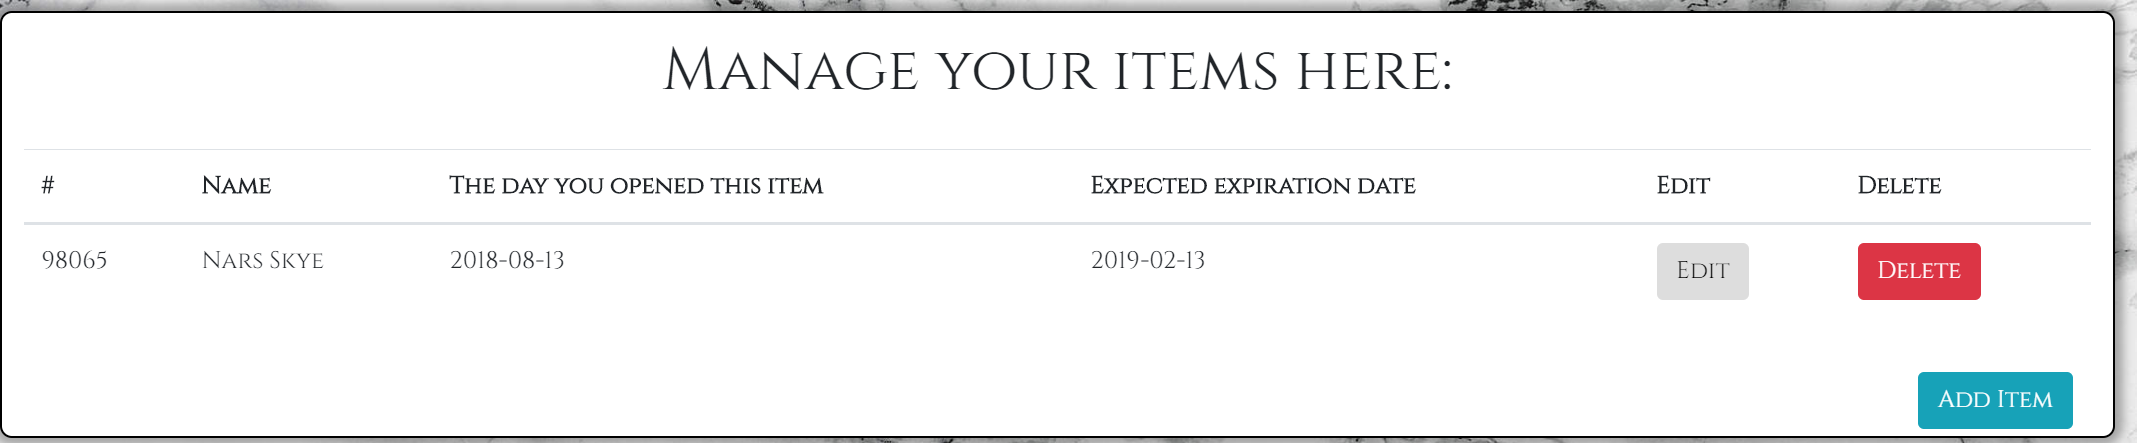 Manage your items here:
# Name The day you opened this item Expected expiration date Edit Delete
98065 Nars Skye 2018-08-13 2019-02-13 Edit Delete
Add Item